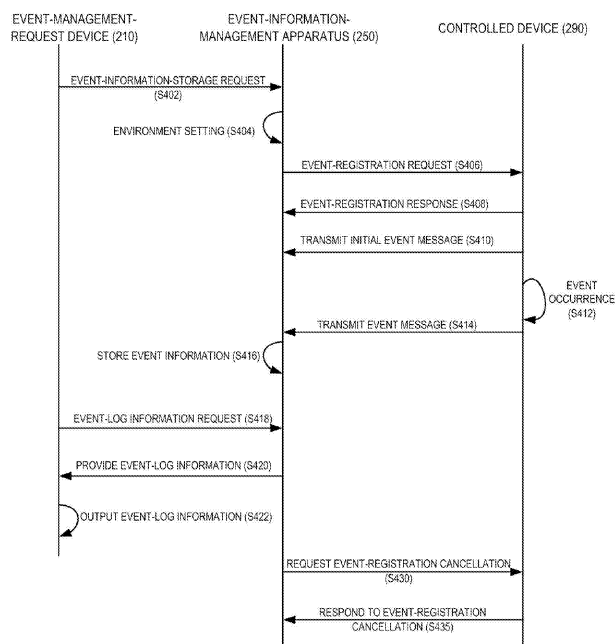 EVENT-MANAGEMENT-
REQUEST DEVICE (210)
EVENT-INFORMATION-
MANAGEMENT APPARATUS (250)
CONTROLLED DEVICE (290)
EVENT-INFORMATION-STORAGE REQUEST
(S402)
ENVIRONMENT SETTING (S404)
EVENT-REGISTRATION REQUEST (S406)
EVENT-REGISTRATION RESPONSE (S408)
TRANSMIT INITIAL EVENT MESSAGE (S410)
EVENT
OCCURRENCE
(S412)
TRANSMIT EVENT MESSAGE (S414)
STORE EVENT INFORMATION (S416)
EVENT-LOG INFORMATION REQUEST (S418)
PROVIDE EVENT-LOG INFORMATION (S420)
OUTPUT EVENT-LOG INFORMATION (S422)
REQUEST EVENT-REGISTRATION CANCELLATION
(S430)
RESPOND TO EVENT-REGISTRATION
CANCELLATION (S435)